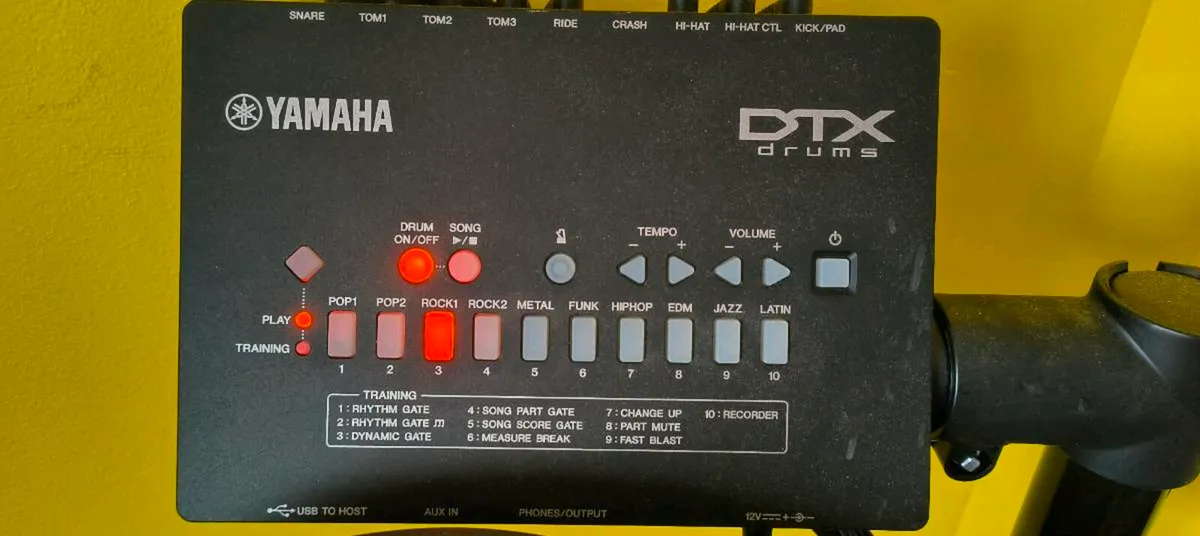 SNARE TOM1 TOM2 TOM3 RIDE CRASH HI-HAT HI-HAT CTL KICK/PAD
YAMAHA
DTX
drums
DRUM
ON/OFF
SONG
▶/■
TEMPO
− +
VOLUME
− +
POP1 POP2 ROCK1 ROCK2 METAL FUNK HIPHOP EDM JAZZ LATIN
PLAY
TRAINING
1 2 3 4 5 6 7 8 9 10
TRAINING
1 : RHYTHM GATE 4 : SONG PART GATE 7 : CHANGE UP 10 : RECORDER
2 : RHYTHM GATE 5 : SONG SCORE GATE 8 : PART MUTE
3 : DYNAMIC GATE 6 : MEASURE BREAK 9 : FAST BLAST
USB TO HOST AUX IN PHONES/OUTPUT 12V